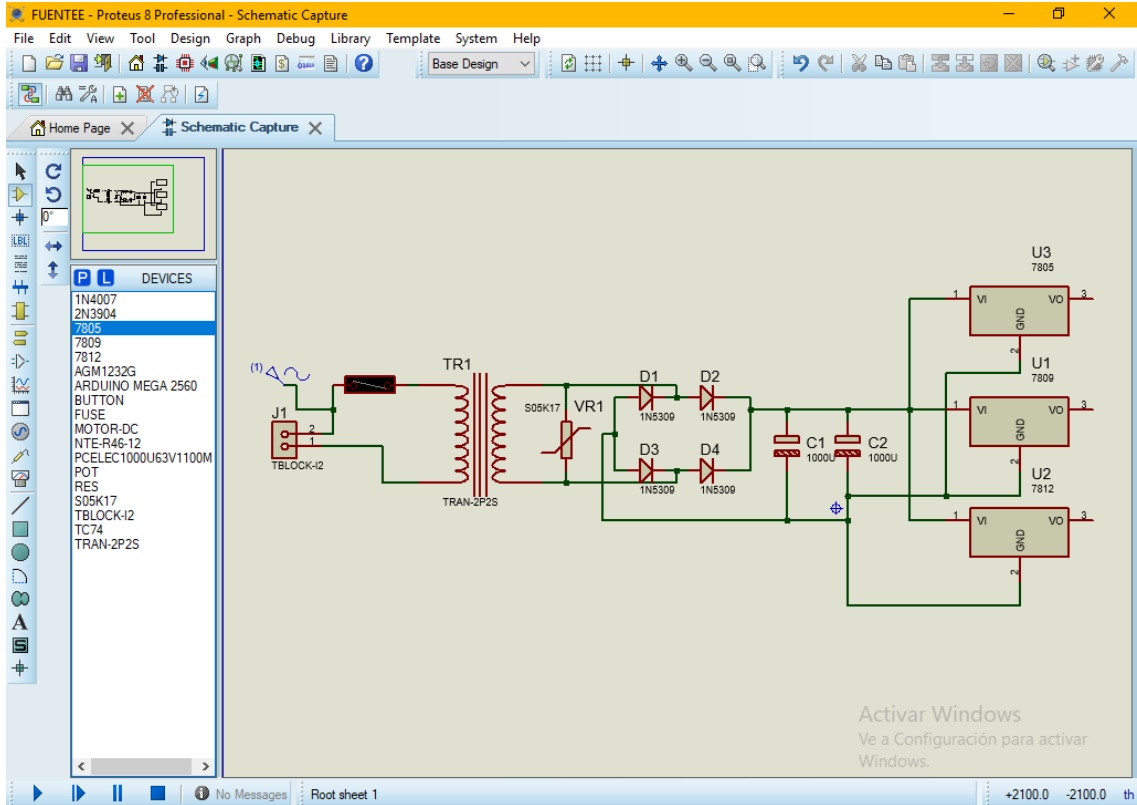 FUENTEE - Proteus 8 Professional - Schematic Capture
File Edit View Tool Design Graph Debug Library Template System Help
Base Design
Home Page
Schematic Capture
0°
LBL
P L DEVICES
1N4007
2N3904
7805
7809
7812
AGM1232G
ARDUINO MEGA 2560
BUTTON
FUSE
MOTOR-DC
NTE-R46-12
PCELEC1000U63V1100M
POT
RES
S05K17
TBLOCK-I2
TC74
TRAN-2P2S
A
S
(1)
J1
2
1
TBLOCK-I2
TR1
TRAN-2P2S
S05K17
VR1
D1
1N5309
D2
1N5309
D3
1N5309
D4
1N5309
C1
1000U
C2
1000U
U3
7805
1 VI VO 3
GND
2
U1
7809
1 VI VO 3
GND
2
U2
7812
1 VI VO 3
GND
2
Activar Windows
Ve a Configuración para activar
Windows.
No Messages Root sheet 1 +2100.0 -2100.0 th